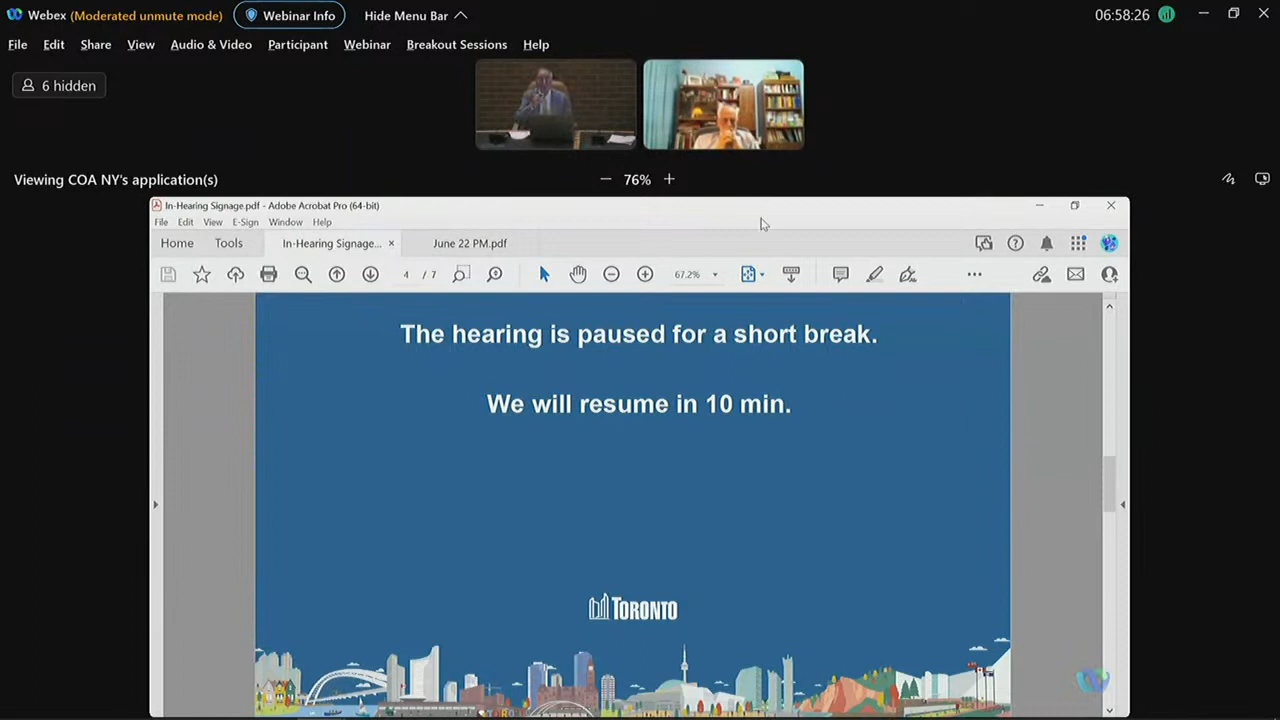 Webex (Moderated unmute mode) Webinar Info Hide Menu Bar 06:58:26
File Edit Share View Audio & Video Participant Webinar Breakout Sessions Help
6 hidden
Viewing COA NY's application(s) 76%
In-Hearing Signage.pdf - Adobe Acrobat Pro (64-bit)
File Edit View E-Sign Window Help
Home Tools In-Hearing Signage... × June 22 PM.pdf
4 / 7 67.2%
The hearing is paused for a short break.
We will resume in 10 min.
TORONTO